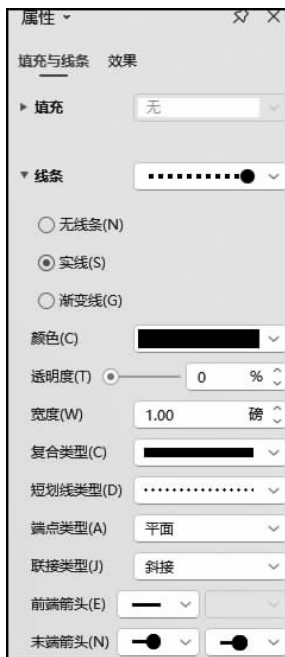 属性
填充与线条 效果
填充 无
线条
无线条(N)
实线(S)
渐变线(G)
颜色(C)
透明度(T) 0 %
宽度(W) 1.00 磅
复合类型(C)
短划线类型(D)
端点类型(A) 平面
联接类型(J) 斜接
前端箭头(E)
末端箭头(N)